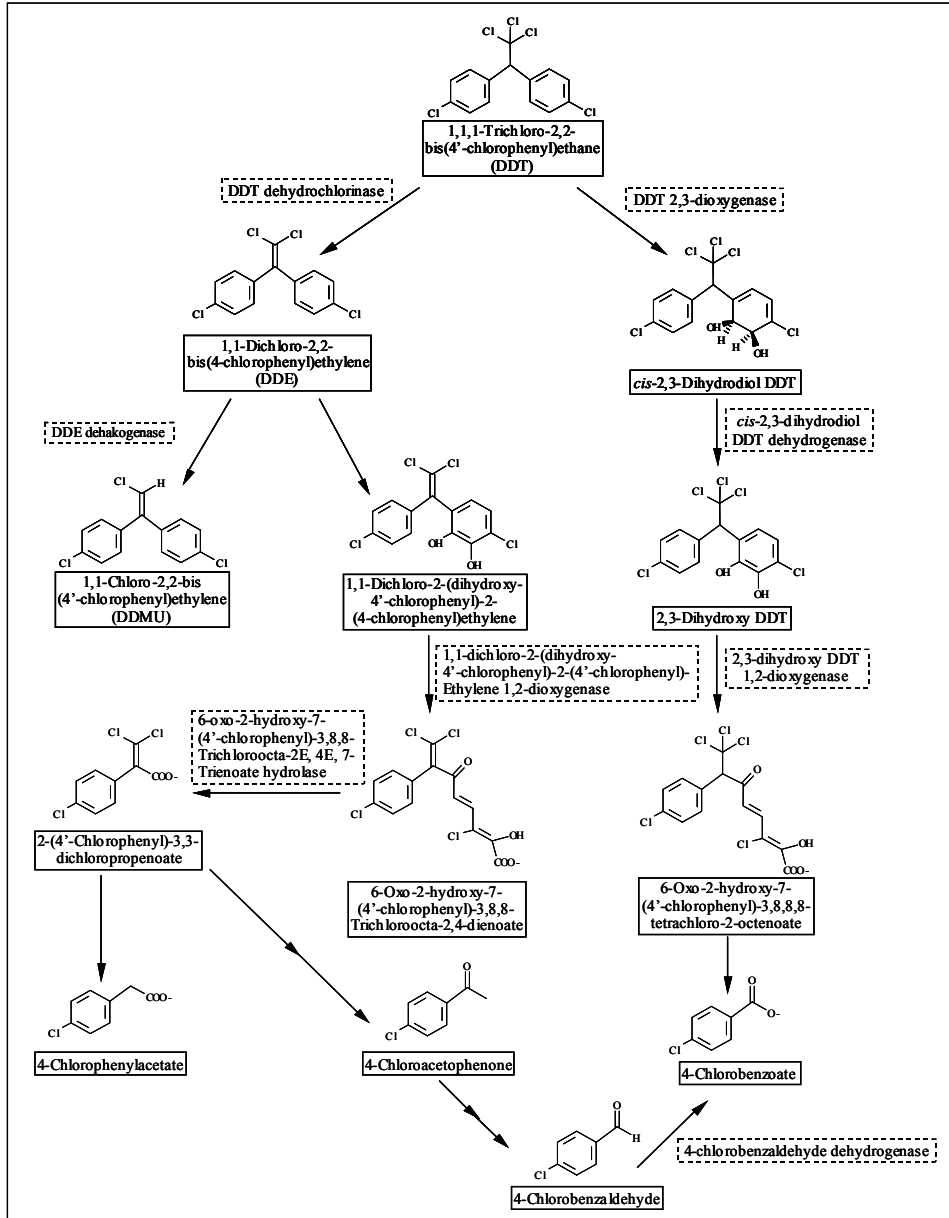 Cl
Cl Cl
Cl Cl
1,1,1-Trichloro-2,2-
bis(4'-chlorophenyl)ethane
(DDT)
DDT dehydrochlorinase
DDT 2,3-dioxygenase
Cl Cl
Cl Cl
1,1-Dichloro-2,2-
bis(4-chlorophenyl)ethylene
(DDE)
Cl
Cl Cl
Cl Cl
OH H H OH
cis-2,3-Dihydrodiol DDT
DDE dehakogenase
cis-2,3-dihydrodiol
DDT dehydrogenase
Cl H
Cl Cl
1,1-Chloro-2,2-bis
(4'-chlorophenyl)ethylene
(DDMU)
Cl Cl
Cl OH Cl
OH
1,1-Dichloro-2-(dihydroxy-
4'-chlorophenyl)-2-
(4-chlorophenyl)ethylene
Cl
Cl Cl
Cl OH Cl
OH
2,3-Dihydroxy DDT
1,1-dichloro-2-(dihydroxy-
4'-chlorophenyl)-2-(4'-chlorophenyl)-
Ethylene 1,2-dioxygenase
2,3-dihydroxy DDT
1,2-dioxygenase
6-oxo-2-hydroxy-7-
(4'-chlorophenyl)-3,8,8-
Trichloroocta-2E, 4E, 7-
Trienoate hydrolase
Cl Cl
COO-
Cl
2-(4'-Chlorophenyl)-3,3-
dichloropropenoate
Cl Cl
O
Cl
Cl OH
COO-
6-Oxo-2-hydroxy-7-
(4'-chlorophenyl)-3,8,8-
Trichloroocta-2,4-dienoate
Cl
Cl Cl
O
Cl
Cl OH
COO-
6-Oxo-2-hydroxy-7-
(4'-chlorophenyl)-3,8,8,8-
tetrachloro-2-octenoate
COO-
Cl
4-Chlorophenylacetate
O
Cl
4-Chloroacetophenone
O
O-
Cl
4-Chlorobenzoate
O
H
Cl
4-Chlorobenzaldehyde
4-chlorobenzaldehyde dehydrogenase